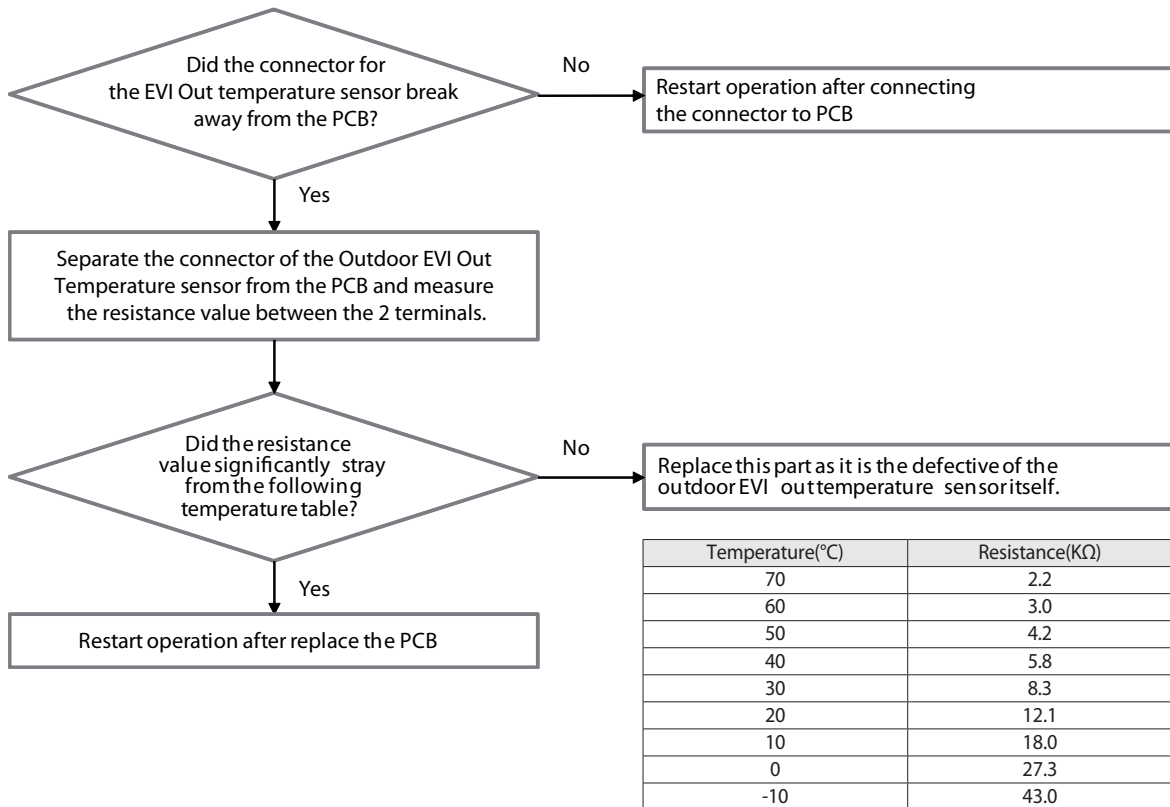 Did the connector for
the EVI Out temperature sensor break
away from the PCB?
No
Restart operation after connecting
the connector to PCB
Yes
Separate the connector of the Outdoor EVI Out
Temperature sensor from the PCB and measure
the resistance value between the 2 terminals.
Did the resistance
value significantly stray
from the following
temperature table?
No
Replace this part as it is the defective of the
outdoor EVI out temperature sensor itself.
Yes
Restart operation after replace the PCB
Temperature(°C) Resistance(KΩ)
70 2.2
60 3.0
50 4.2
40 5.8
30 8.3
20 12.1
10 18.0
0 27.3
-10 43.0